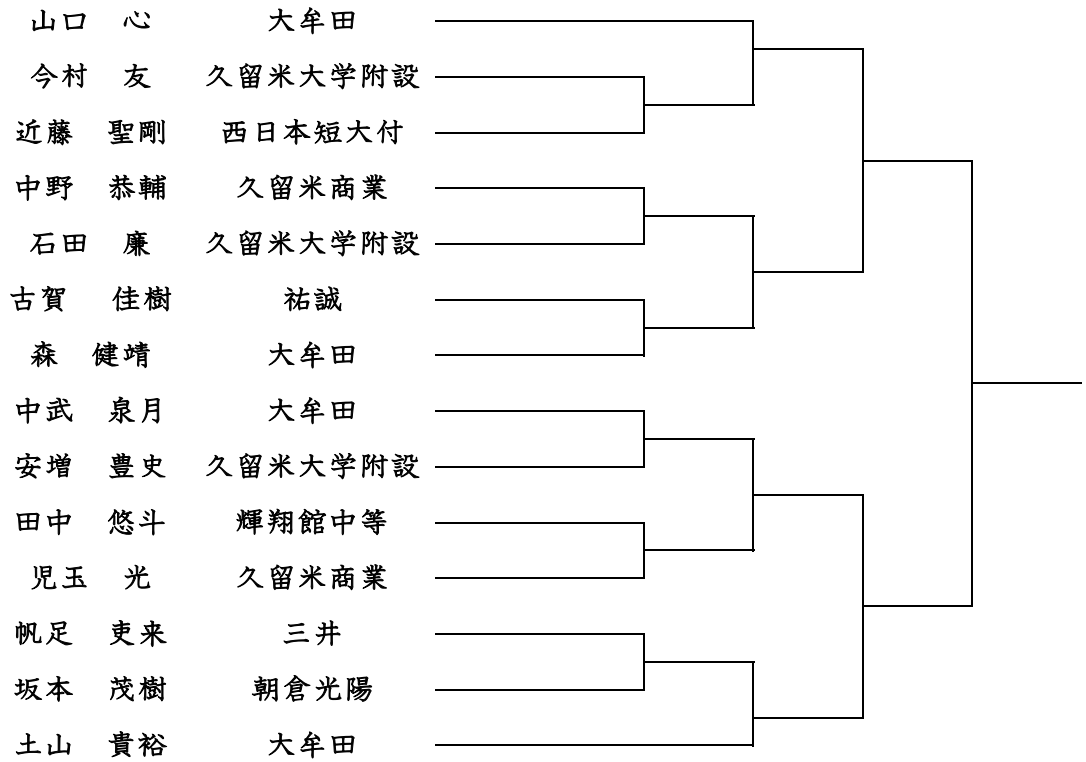 山口　心　大牟田
今村　友　久留米大学附設
近藤　聖剛　西日本短大付
中野　恭輔　久留米商業
石田　廉　久留米大学附設
古賀　佳樹　祐誠
森　健靖　大牟田
中武　泉月　大牟田
安増　豊史　久留米大学附設
田中　悠斗　輝翔館中等
児玉　光　久留米商業
帆足　吏来　三井
坂本　茂樹　朝倉光陽
土山　貴裕　大牟田